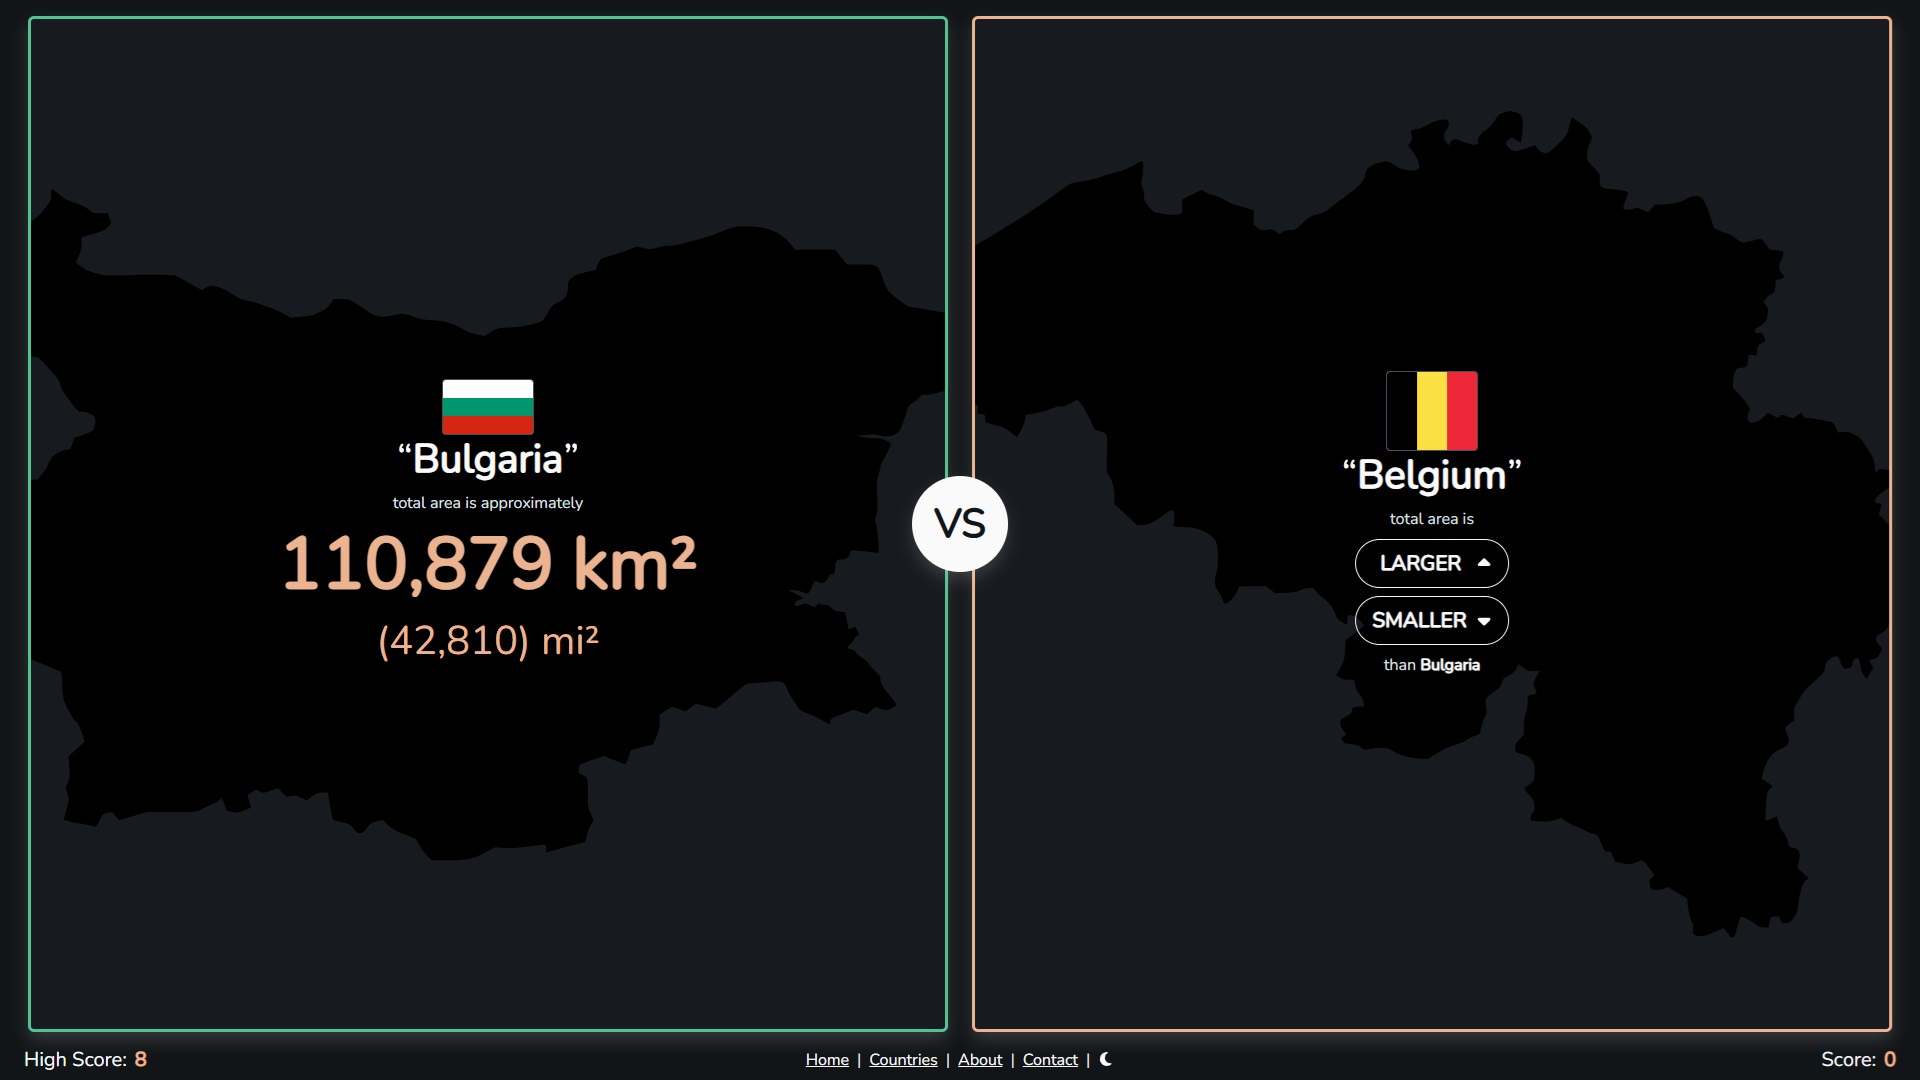 “Bulgaria”
total area is approximately
110,879 km²
(42,810) mi²
VS
“Belgium”
total area is
LARGER
SMALLER
than Bulgaria
High Score: 8
Home | Countries | About | Contact |
Score: 0